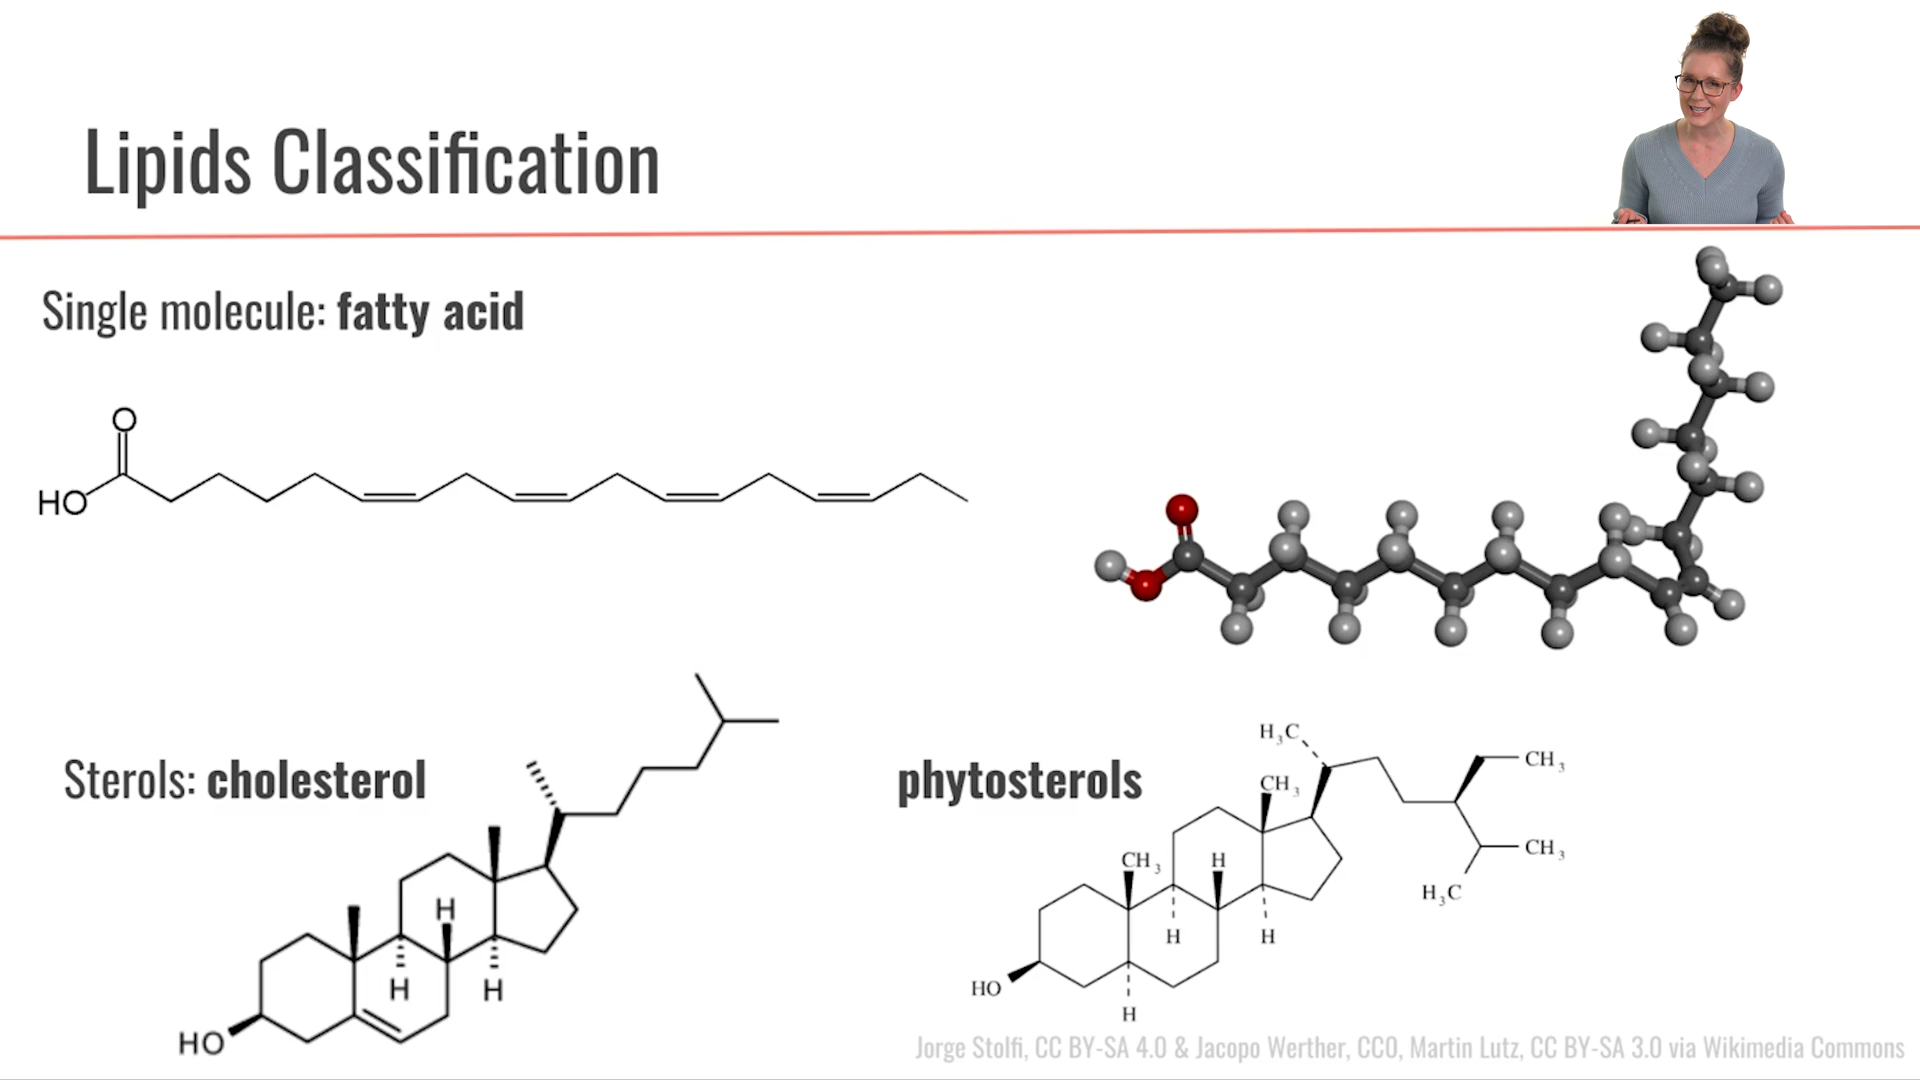 Lipids Classification
Single molecule: fatty acid
O
HO
Sterols: cholesterol
H
H
H
HO
phytosterols
H₃C
CH₃
CH₃
CH₃
CH₃
H₃C
H
H
H
HO
H
Jorge Stolfi, CC BY-SA 4.0 & Jacopo Werther, CC0, Martin Lutz, CC BY-SA 3.0 via Wikimedia Commons